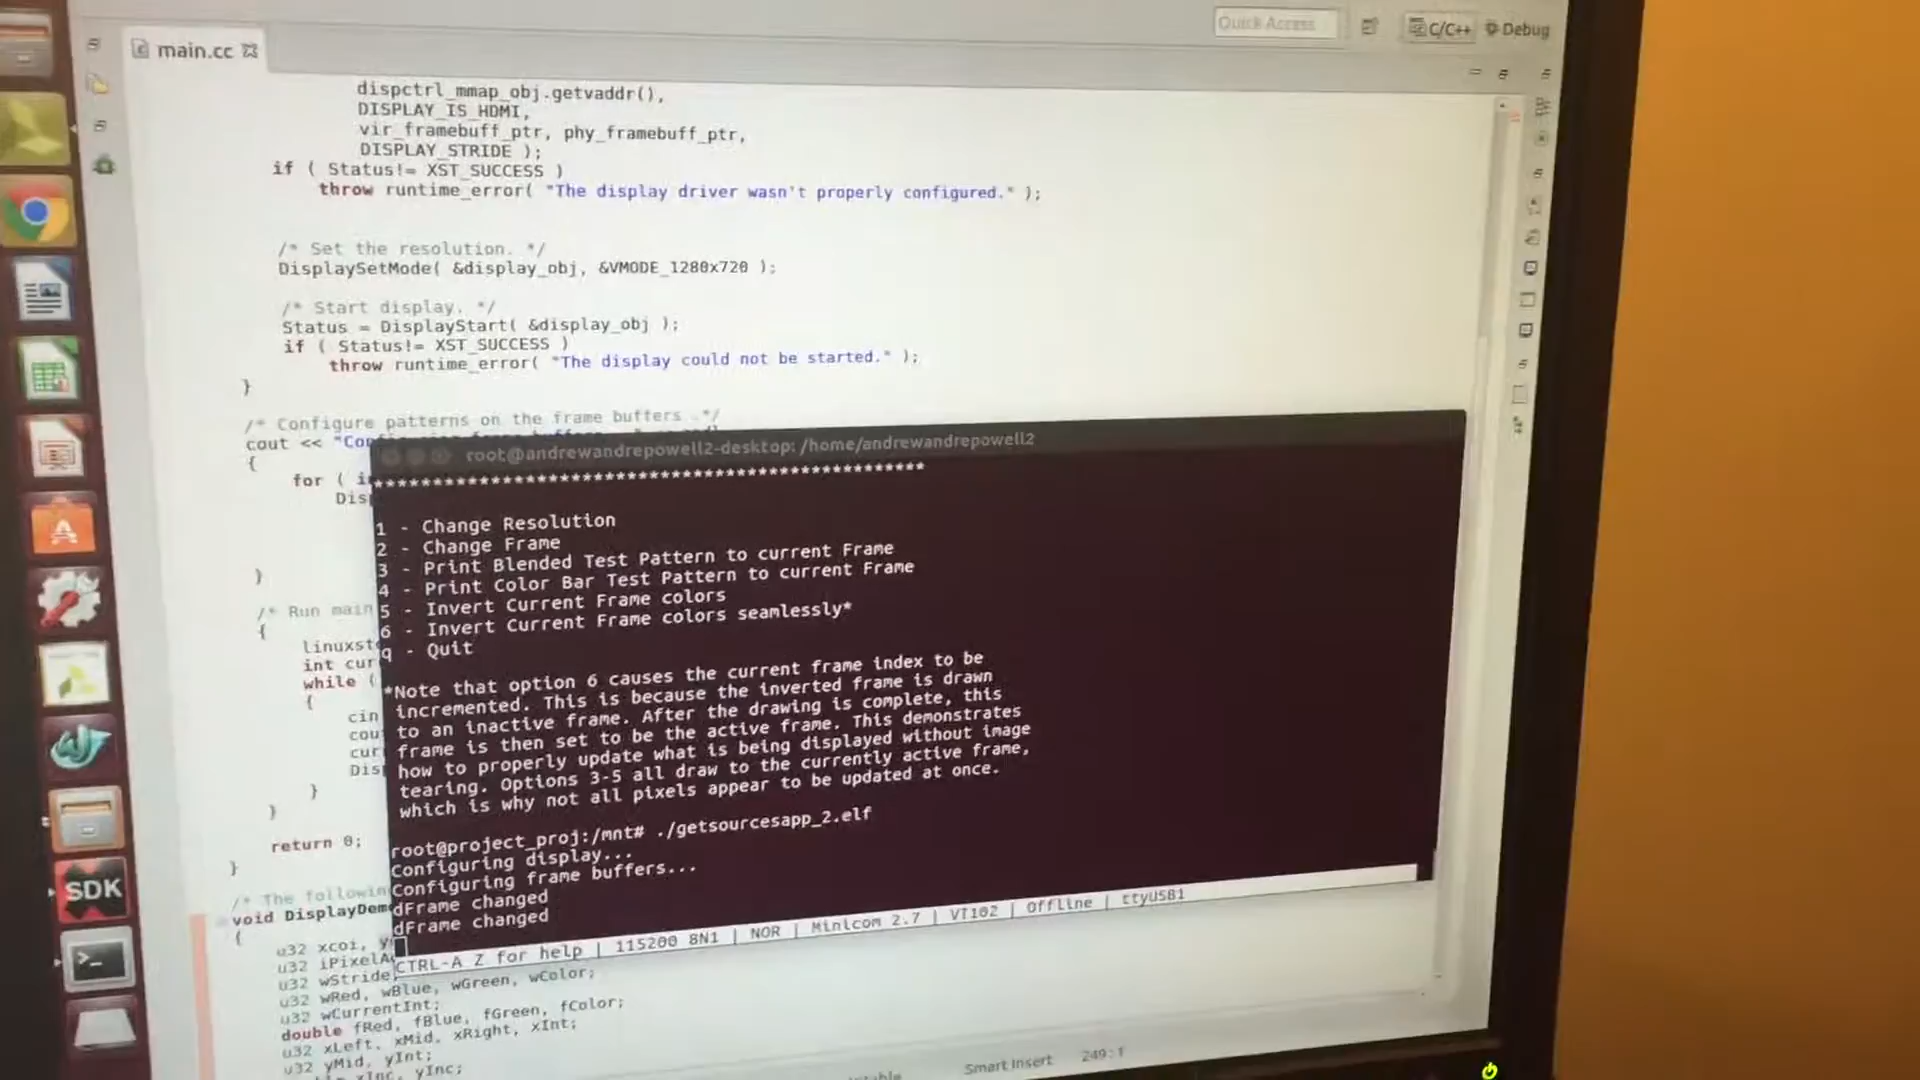 Quick Access
C/C++
Debug
main.cc
dispctrl_mmap_obj.getvaddr(),
DISPLAY_IS_HDMI,
vir_framebuff_ptr, phy_framebuff_ptr,
DISPLAY_STRIDE );
if ( Status!= XST_SUCCESS )
throw runtime_error( "The display driver wasn't properly configured." );
/* Set the resolution. */
DisplaySetMode( &display_obj, &VMODE_1280x720 );
/* Start display. */
Status = DisplayStart( &display_obj );
if ( Status!= XST_SUCCESS )
throw runtime_error( "The display could not be started." );
}
/* Configure patterns on the frame buffers .*/
cout << "Con
{
for ( i
Dis
}
/* Run main
{
linuxst
int cur
while (
{
cin
cou
cur
Dis
}
}
return 0;
}
/* The followin
void DisplayDem
{
u32 xcoi, y
u32 iPixelA
u32 wStride
u32 wRed, wBlue, wGreen, wColor;
u32 wCurrentInt;
double fRed, fBlue, fGreen, fColor;
u32 xLeft, xMid, xRight, xInt;
u32 yMid, yInt;
xInc, yInc;
root@andrewandrepowell2-desktop: /home/andrewandrepowell2
1 - Change Resolution
2 - Change Frame
3 - Print Blended Test Pattern to current Frame
4 - Print Color Bar Test Pattern to current Frame
5 - Invert Current Frame colors
6 - Invert Current Frame colors seamlessly*
q - Quit
*Note that option 6 causes the current frame index to be
incremented. This is because the inverted frame is drawn
to an inactive frame. After the drawing is complete, this
frame is then set to be the active frame. This demonstrates
how to properly update what is being displayed without image
tearing. Options 3-5 all draw to the currently active frame,
which is why not all pixels appear to be updated at once.
root@project_proj:/mnt# ./getsourcesapp_2.elf
Configuring display...
Configuring frame buffers...
dFrame changed
dFrame changed
CTRL-A Z for help | 115200 8N1 | NOR | Minicom 2.7 | VT102 | Offline | ttyUSB1
SDK
Smart Insert
249:1